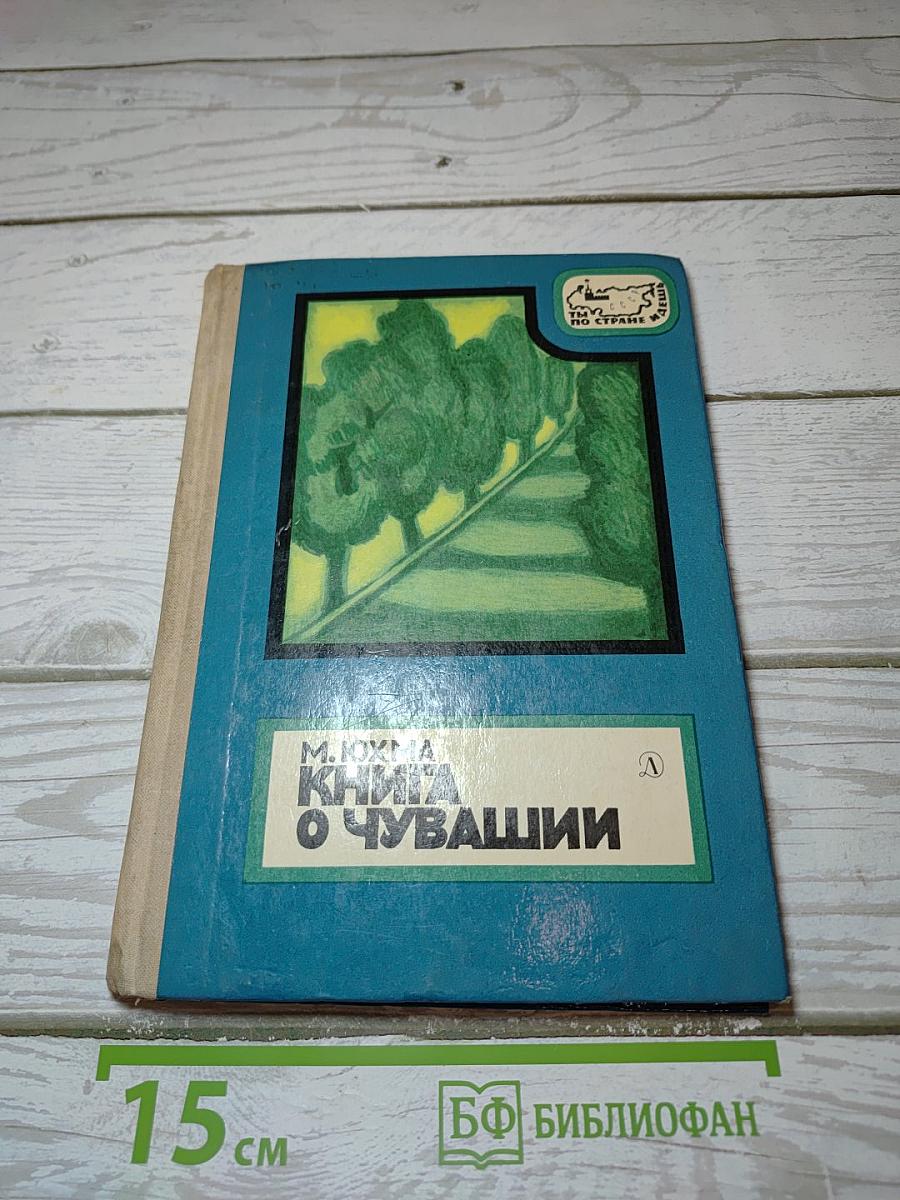 ТЫ
ПО СТРАНЕ ИДЕШЬ
М. ЮХМА
КНИГА
О ЧУВАШИИ
Д
15 см
БФ БИБЛИОФАН